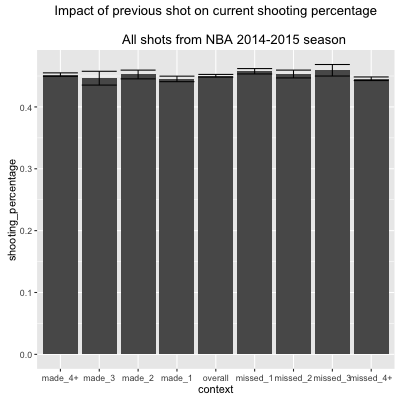 Impact of previous shot on current shooting percentage
All shots from NBA 2014-2015 season
shooting_percentage
0.4
0.3
0.2
0.1
0.0
made_4+ made_3 made_2 made_1 overall missed_1 missed_2 missed_3 missed_4+
context